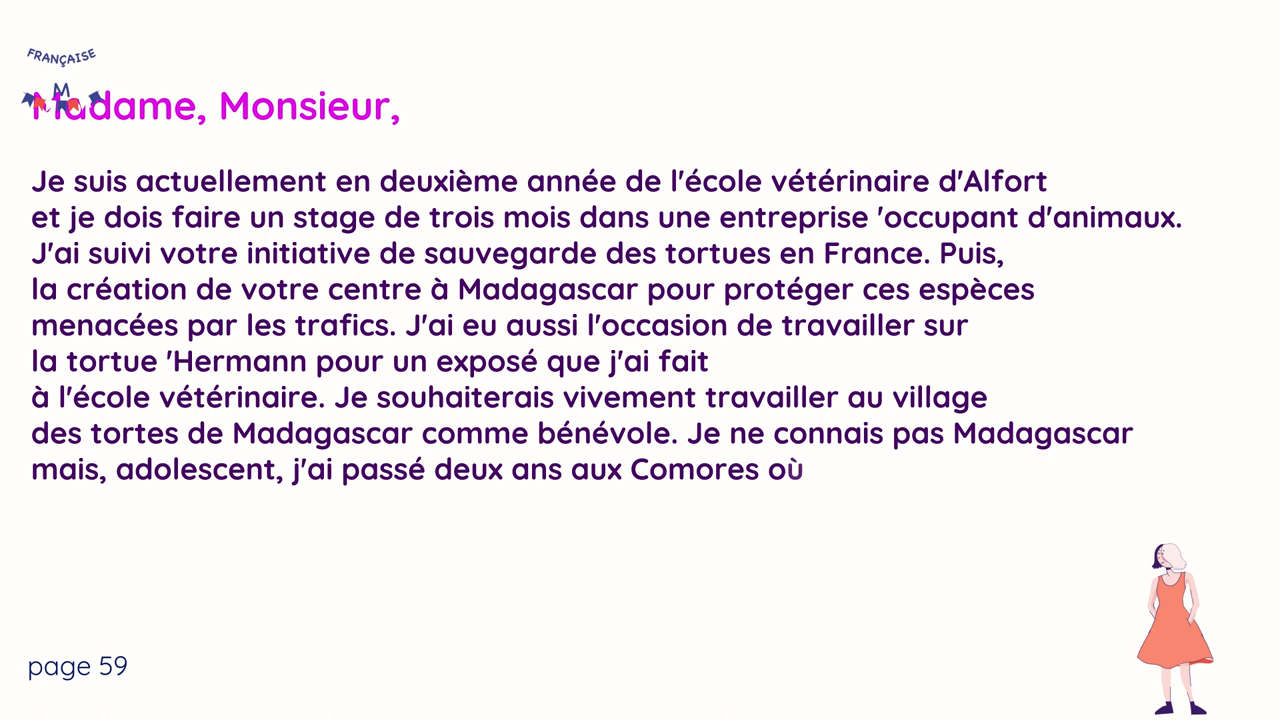 FRANÇAISE
M
Madame, Monsieur,
Je suis actuellement en deuxième année de l'école vétérinaire d'Alfort
et je dois faire un stage de trois mois dans une entreprise 'occupant d'animaux.
J'ai suivi votre initiative de sauvegarde des tortues en France. Puis,
la création de votre centre à Madagascar pour protéger ces espèces
menacées par les trafics. J'ai eu aussi l'occasion de travailler sur
la tortue 'Hermann pour un exposé que j'ai fait
à l'école vétérinaire. Je souhaiterais vivement travailler au village
des tortes de Madagascar comme bénévole. Je ne connais pas Madagascar
mais, adolescent, j'ai passé deux ans aux Comores où
page 59